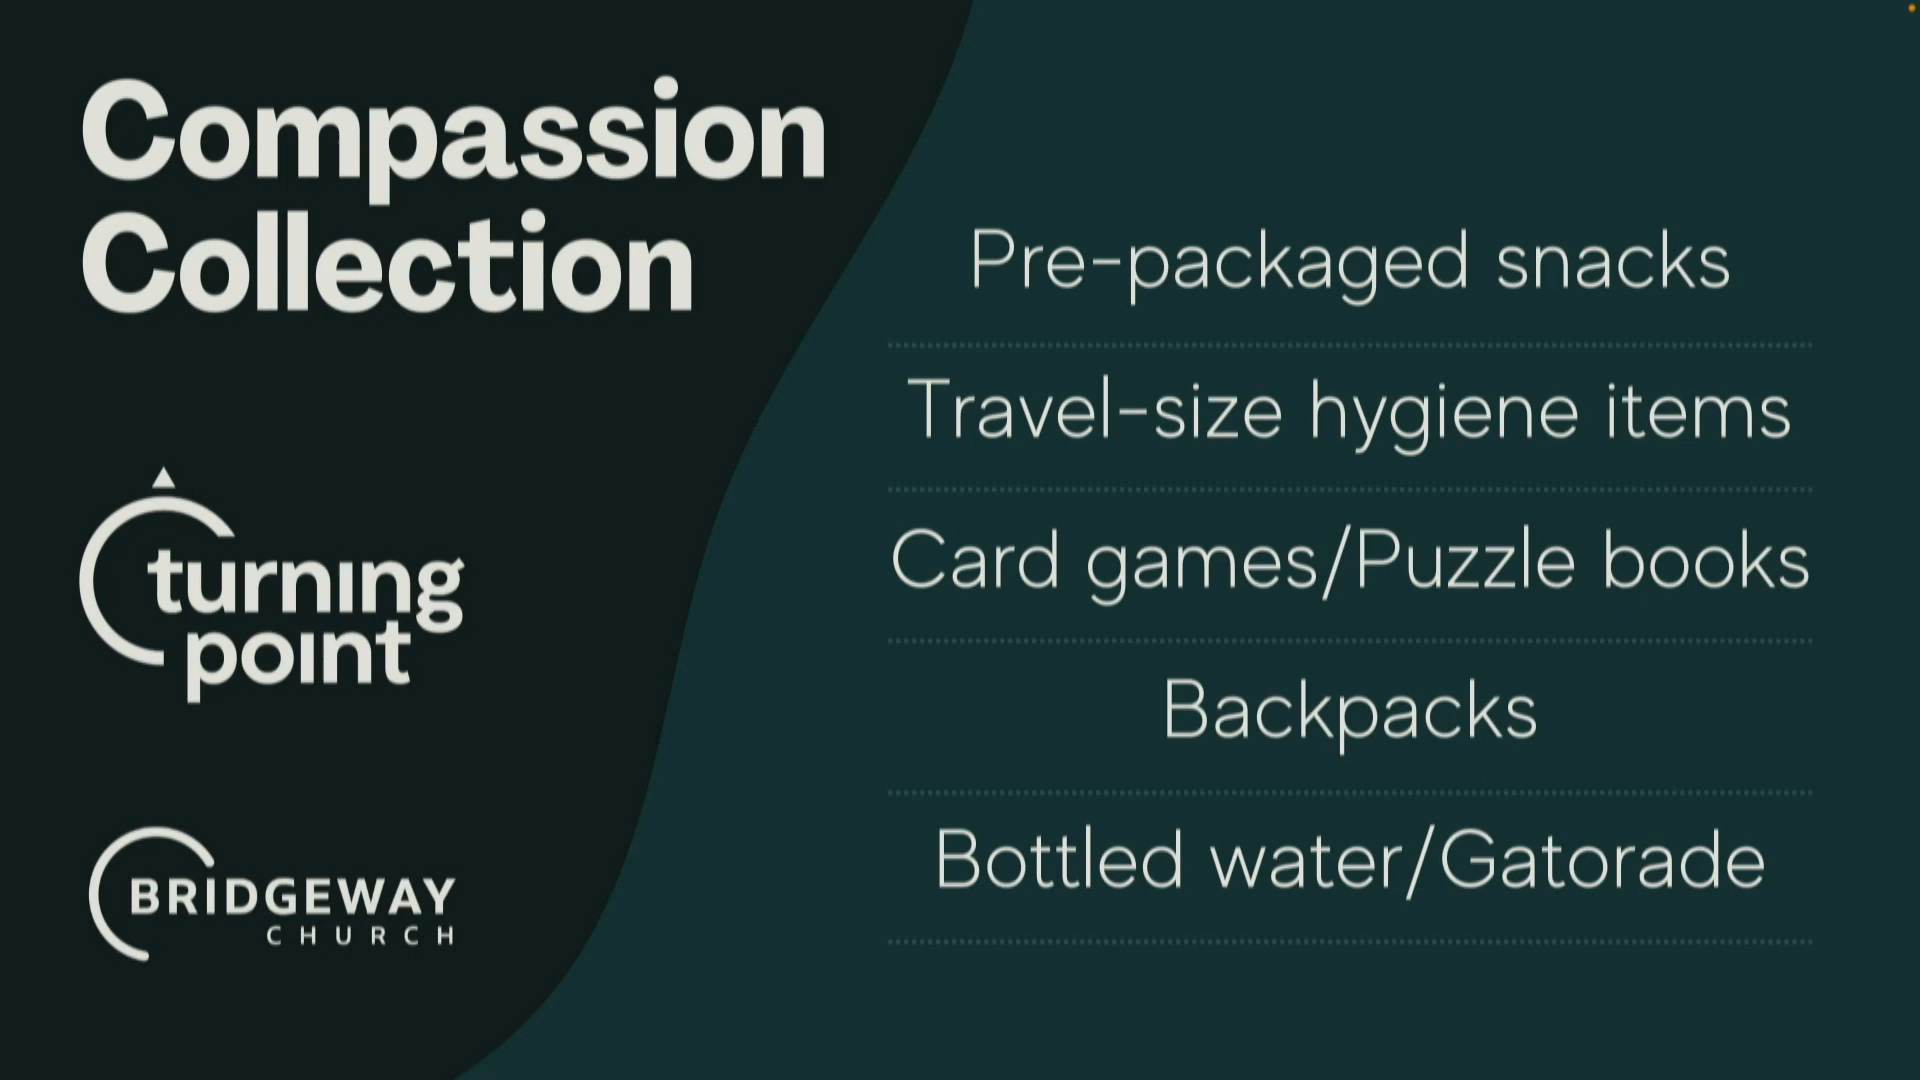 Compassion
Collection
turning
point
BRIDGEWAY
CHURCH
Pre-packaged snacks
Travel-size hygiene items
Card games/Puzzle books
Backpacks
Bottled water/Gatorade